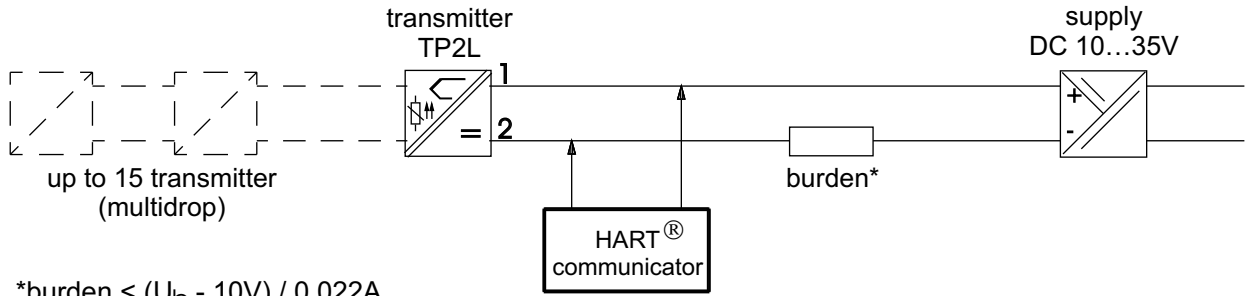 transmitter
TP2L
supply
DC 10…35V
1
2
+
-
=
up to 15 transmitter
(multidrop)
burden*
HART®
communicator
*burden ≤ (Ub - 10V) / 0.022A